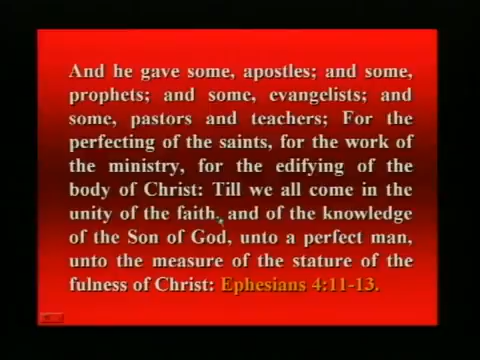 And he gave some, apostles; and some,
prophets; and some, evangelists; and
some, pastors and teachers; For the
perfecting of the saints, for the work of
the ministry, for the edifying of the
body of Christ: Till we all come in the
unity of the faith, and of the knowledge
of the Son of God, unto a perfect man,
unto the measure of the stature of the
fulness of Christ: Ephesians 4:11-13.